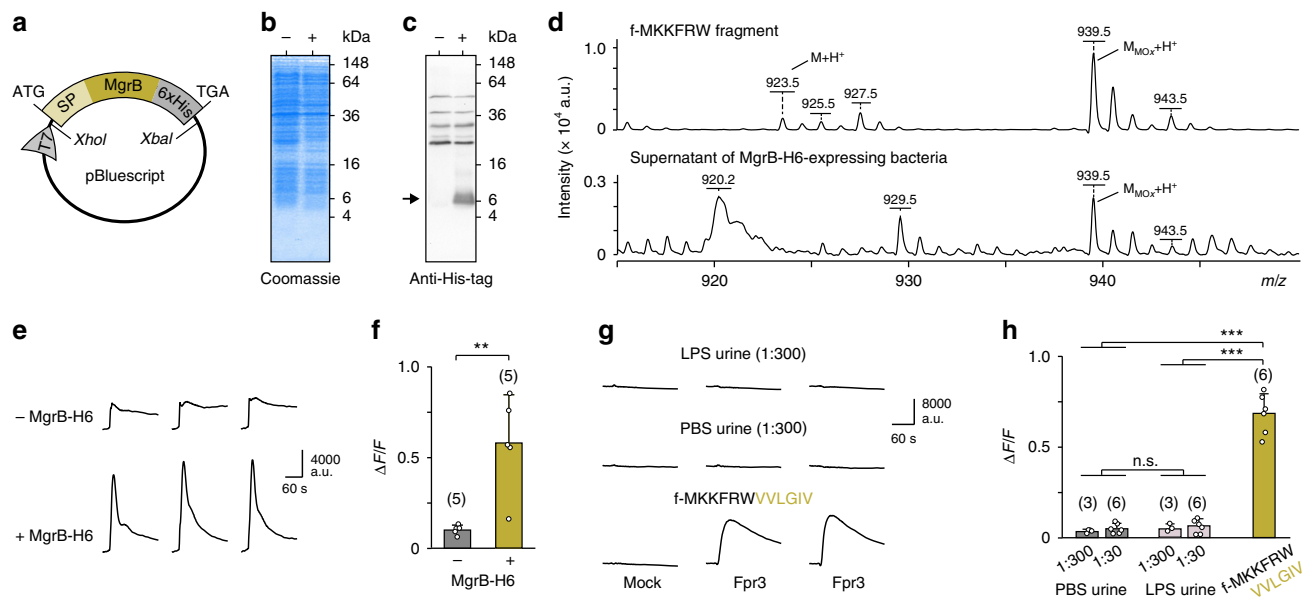 a
ATG
SP
MgrB
6xHis
TGA
T7
XhoI
XbaI
pBluescript
b
– + kDa
148
64
36
16
6
4
Coomassie
c
– + kDa
148
64
36
16
6
4
Anti-His-tag
d
f-MKKFRW fragment
Intensity (× 10⁴ a.u.)
1.0
0
M+H⁺
923.5
925.5
927.5
939.5
M_MOx+H⁺
943.5
Supernatant of MgrB-H6-expressing bacteria
0.3
0
920.2
929.5
939.5
M_MOx+H⁺
943.5
920 930 940 m/z
e
– MgrB-H6
+ MgrB-H6
4000
a.u.
60 s
f
**
ΔF/F
1.0
0.5
0
(5)
(5)
– +
MgrB-H6
g
LPS urine (1:300)
PBS urine (1:300)
8000
a.u.
60 s
f-MKKFRWVVLGIV
Mock Fpr3 Fpr3
h
***
***
ΔF/F
1.0
0.5
0
n.s.
(3) (6) (3) (6) (6)
1:300 1:30 1:300 1:30
PBS urine LPS urine
f-MKKFRW
VVLGIV